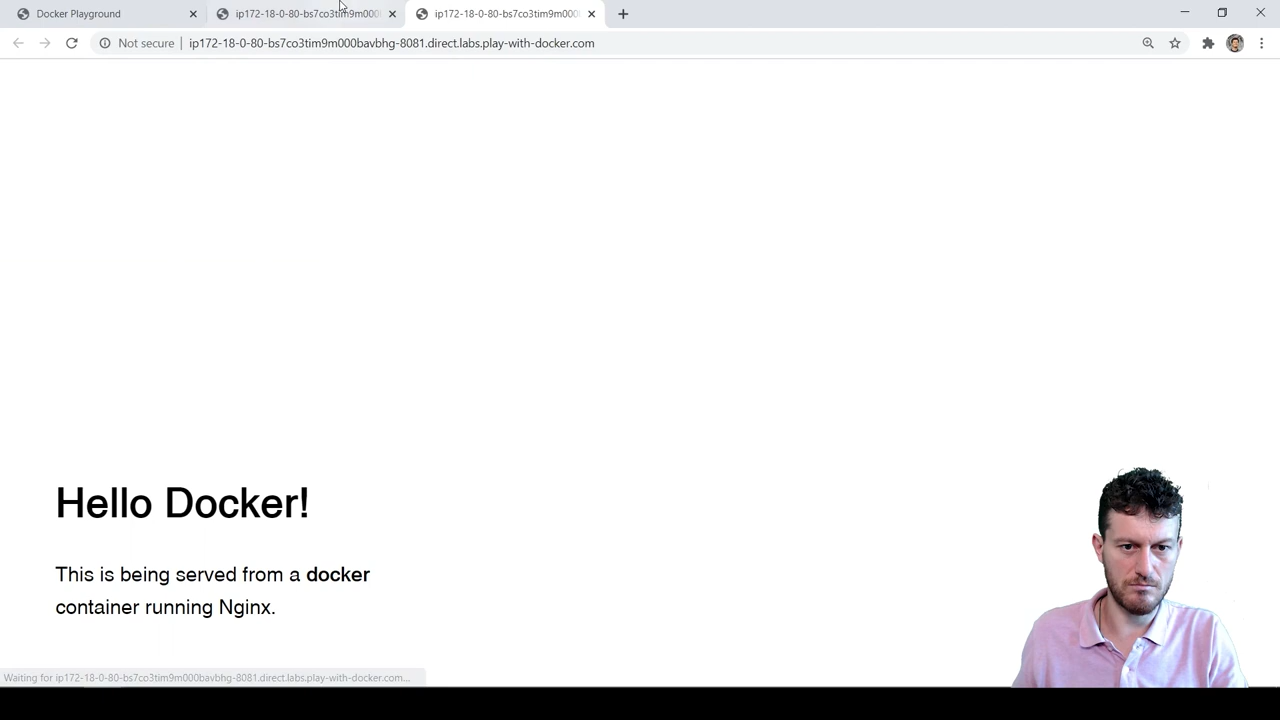 Docker Playground
ip172-18-0-80-bs7co3tim9m000
ip172-18-0-80-bs7co3tim9m000
Not secure
ip172-18-0-80-bs7co3tim9m000bavbhg-8081.direct.labs.play-with-docker.com
Hello Docker!
This is being served from a docker
container running Nginx.
Waiting for ip172-18-0-80-bs7co3tim9m000bavbhg-8081.direct.labs.play-with-docker.com...